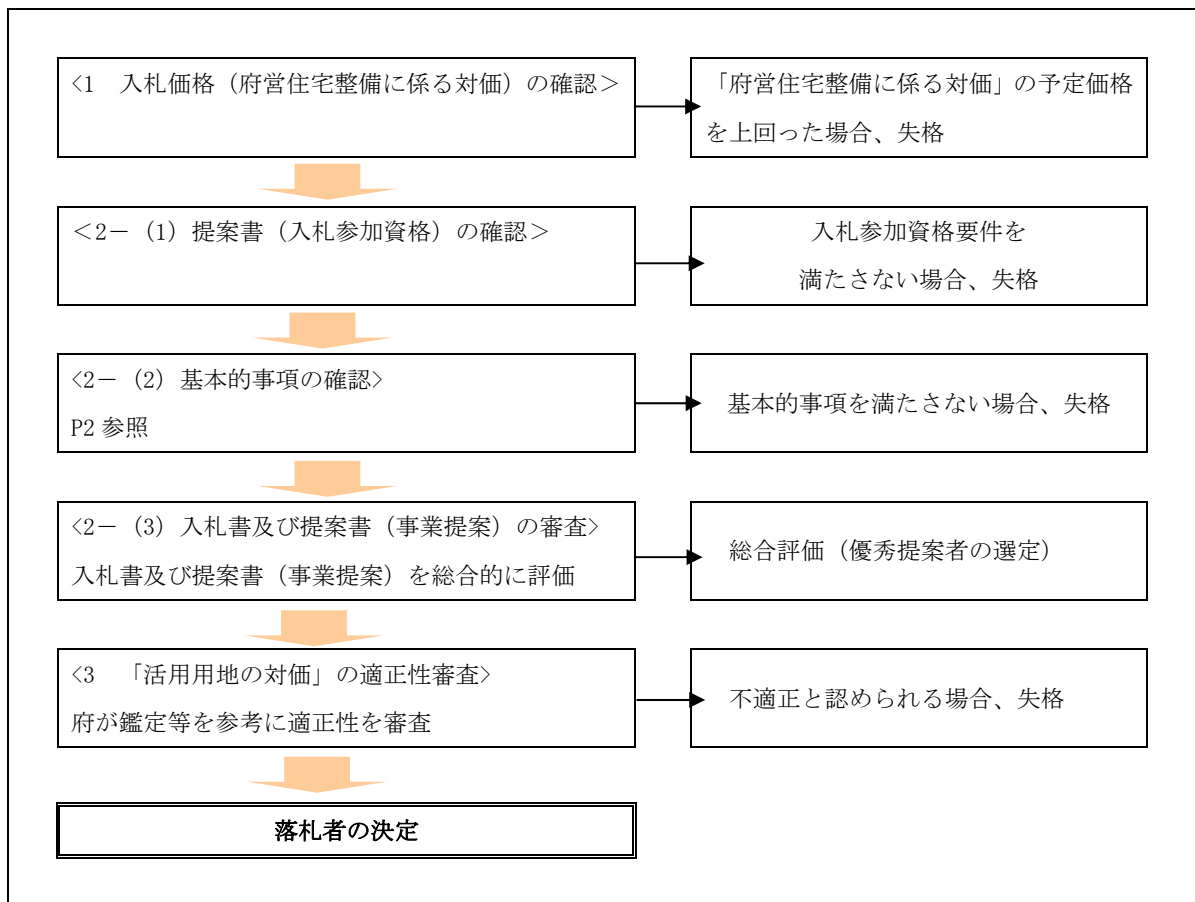 <1　入札価格（府営住宅整備に係る対価）の確認＞
「府営住宅整備に係る対価」の予定価格
を上回った場合、失格
＜2－（1）提案書（入札参加資格）の確認＞
入札参加資格要件を
満たさない場合、失格
<2－（2）基本的事項の確認>
P2 参照
基本的事項を満たさない場合、失格
<2－（3）入札書及び提案書（事業提案）の審査>
入札書及び提案書（事業提案）を総合的に評価
総合評価（優秀提案者の選定）
<3　「活用用地の対価」の適正性審査>
府が鑑定等を参考に適正性を審査
不適正と認められる場合、失格
落札者の決定